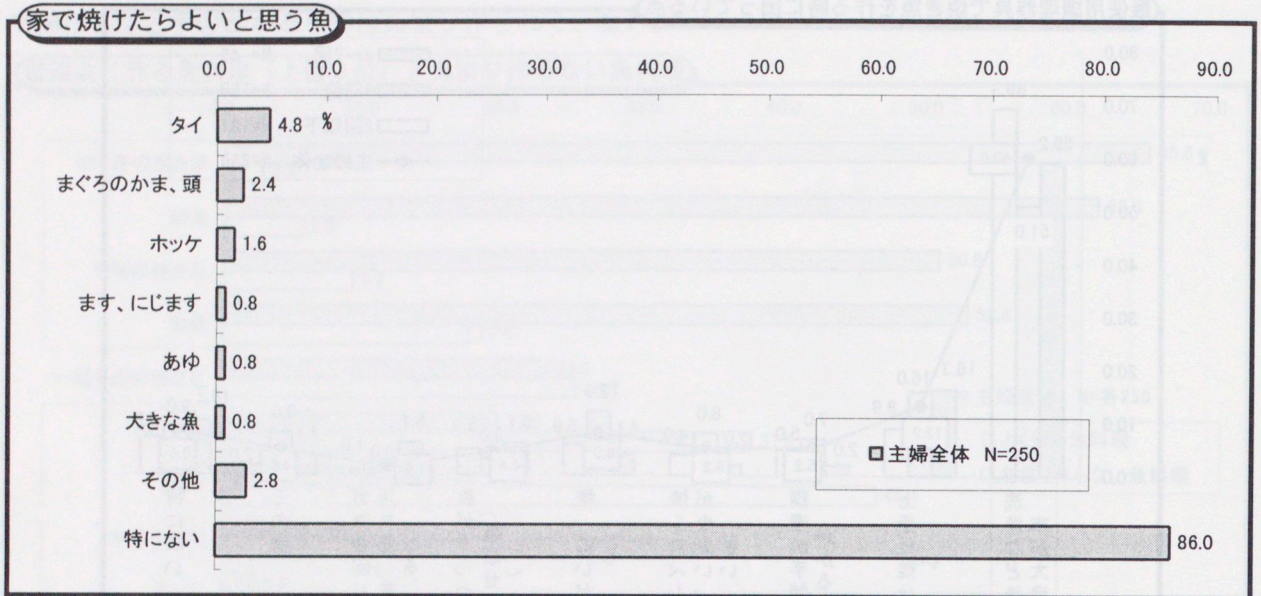 家で焼けたらよいと思う魚
0.0 10.0 20.0 30.0 40.0 50.0 60.0 70.0 80.0 90.0
タイ 4.8 %
まぐろのかま、頭 2.4
ホッケ 1.6
ます、にじます 0.8
あゆ 0.8
大きな魚 0.8
その他 2.8
主婦全体 N=250
特にない 86.0